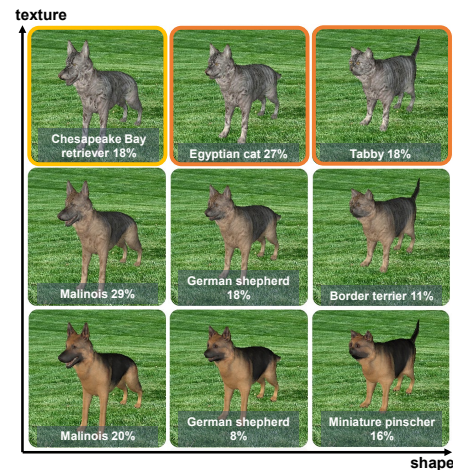 texture
Chesapeake Bay
retriever 18%
Egyptian cat 27%
Tabby 18%
Malinois 29%
German shepherd
18%
Border terrier 11%
Malinois 20%
German shepherd
8%
Miniature pinscher
16%
shape